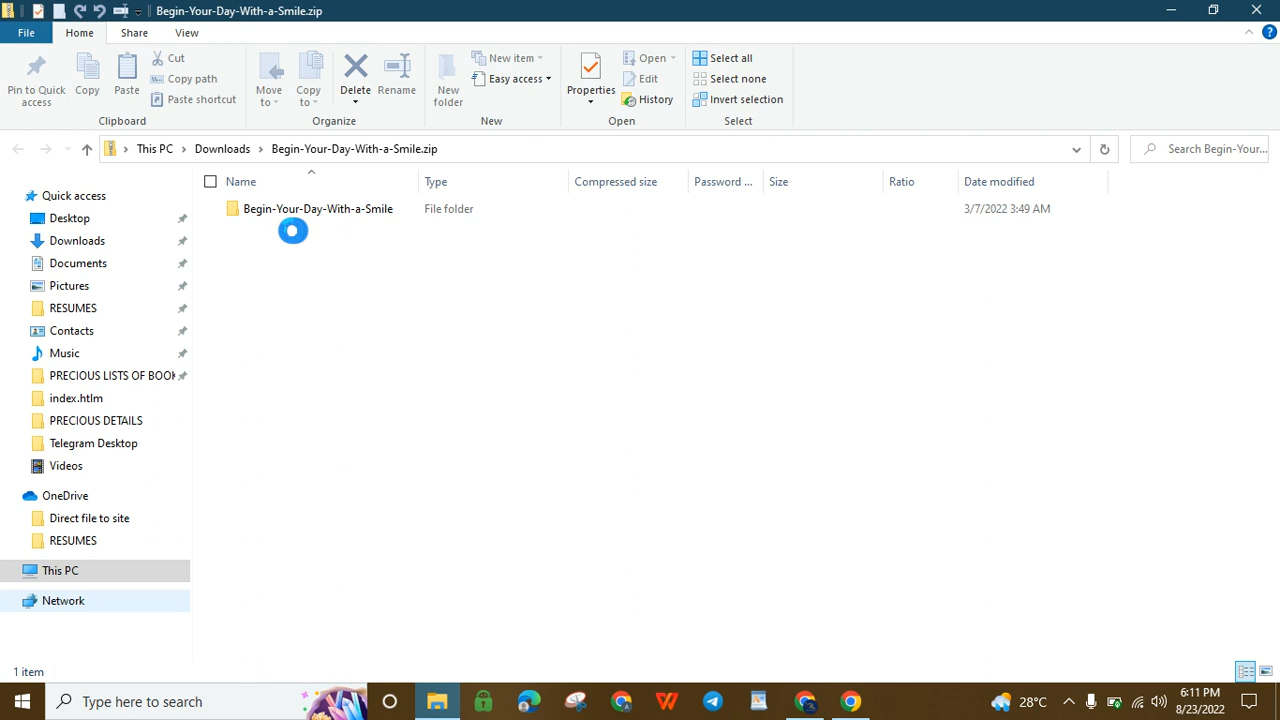 Begin-Your-Day-With-a-Smile.zip
File Home Share View
Pin to Quick access
Copy
Paste
Cut
Copy path
Paste shortcut
Clipboard
Move to
Copy to
Delete
Rename
Organize
New folder
New item
Easy access
New
Properties
Open
Edit
History
Open
Select all
Select none
Invert selection
Select
This PC Downloads Begin-Your-Day-With-a-Smile.zip
Search Begin-Your...
Name Type Compressed size Password ... Size Ratio Date modified
Begin-Your-Day-With-a-Smile File folder 3/7/2022 3:49 AM
Quick access
Desktop
Downloads
Documents
Pictures
RESUMES
Contacts
Music
PRECIOUS LISTS OF BOOK
index.htlm
PRECIOUS DETAILS
Telegram Desktop
Videos
OneDrive
Direct file to site
RESUMES
This PC
Network
1 item
Type here to search
28°C
6:11 PM
8/23/2022